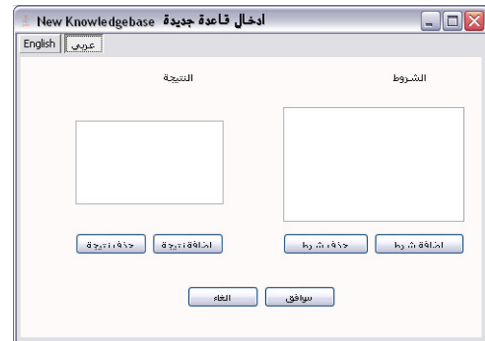 New Knowledgebase ادخال قاعدة جديدة
English عربي
الشروط النتيجة
اضافة شرط حذف شرط اضافة نتيجة حذف نتيجة
موافق الغاء